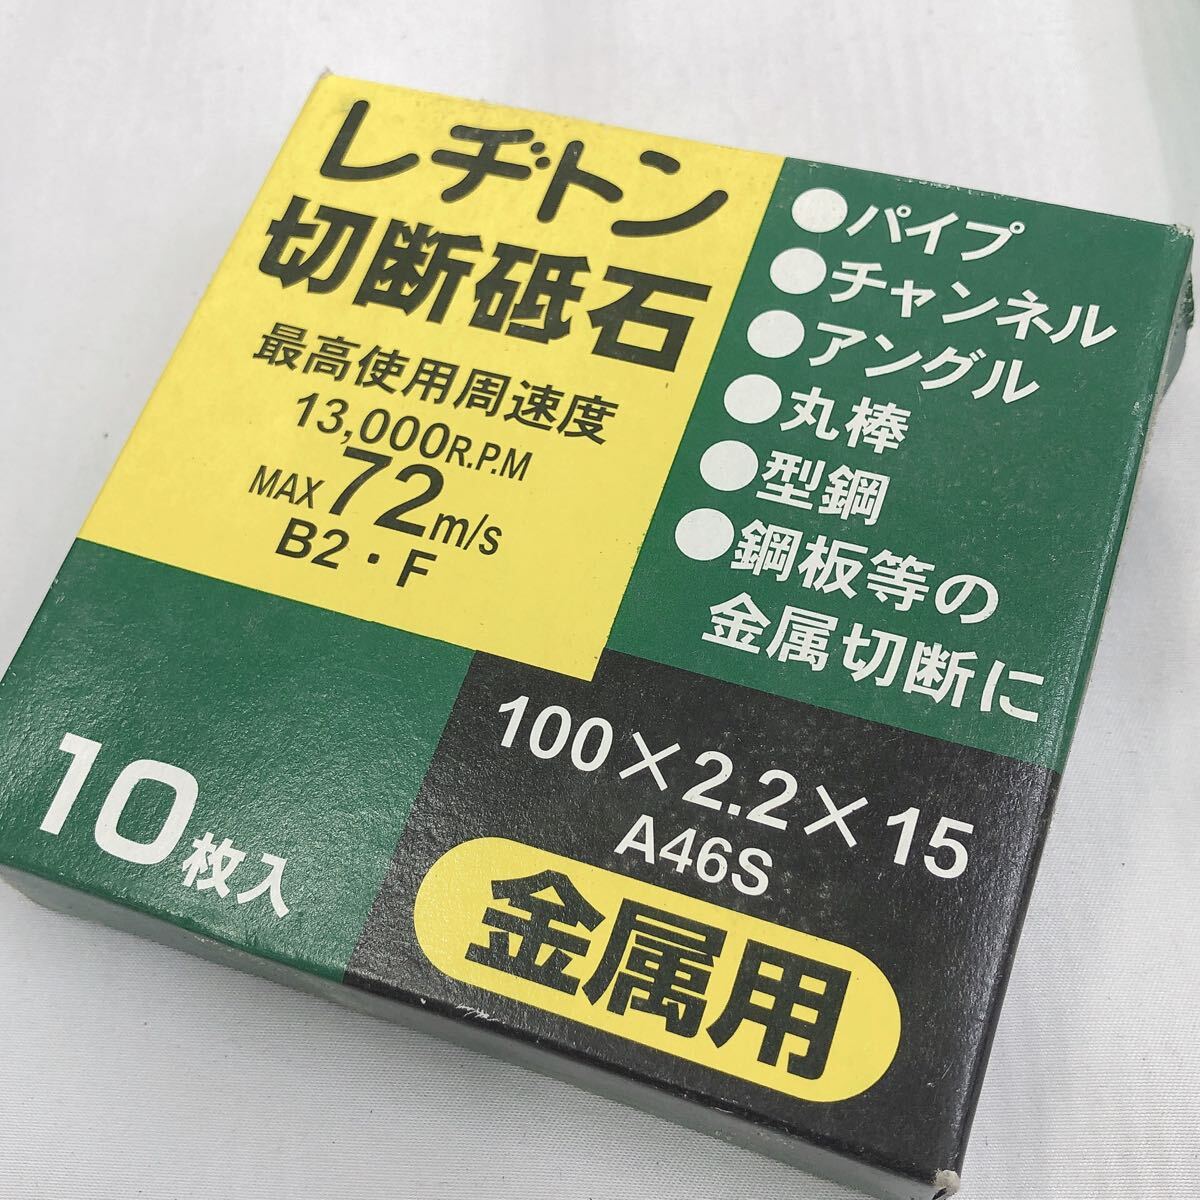 レヂトン
切断砥石
最高使用周速度
13,000R.P.M
MAX 72m/s
B2・F
●パイプ
●チャンネル
●アングル
●丸棒
●型鋼
●鋼板等の
金属切断に
10枚入
100×2.2×15
A46S
金属用